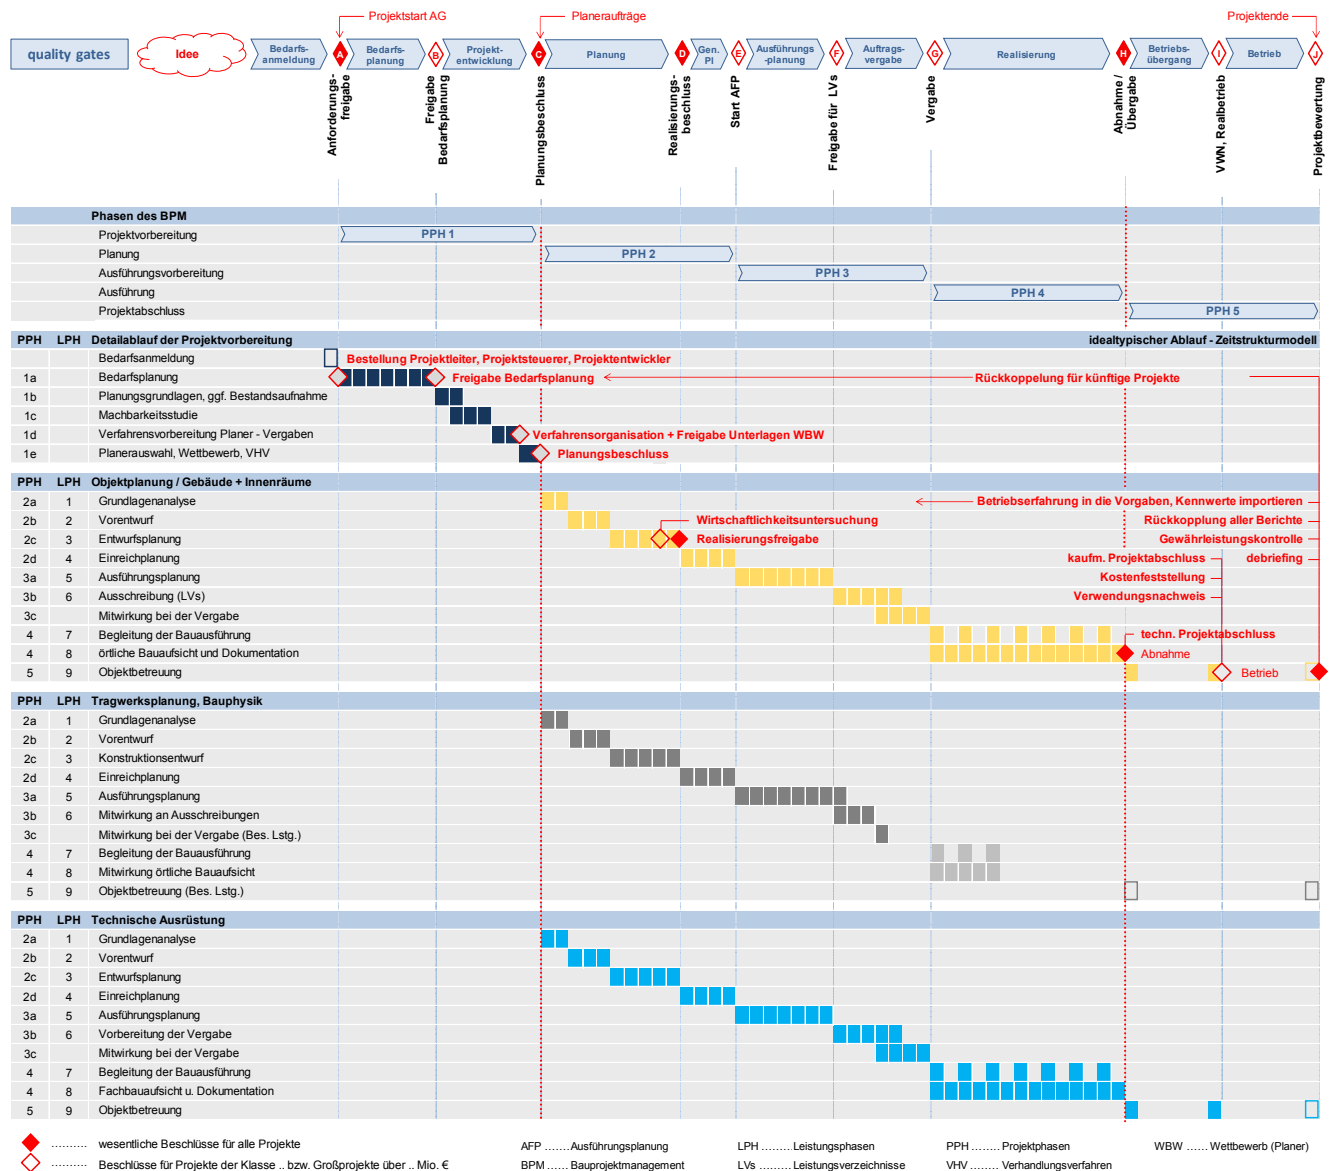 Projektstart AG
Planeraufträge
Projektende
quality gates
Idee
Bedarfs-
anmeldung
A
Bedarfs-
planung
B
Projekt-
entwicklung
C
Planung
D
Gen.
Pl
E
Ausführungs
-planung
F
Auftrags-
vergabe
G
Realisierung
H
Betriebs-
übergang
I
Betrieb
J
Anforderungs-
freigabe
Freigabe
Bedarfsplanung
Planungsbeschluss
Realisierungs-
beschluss
Start AFP
Freigabe für LVs
Vergabe
Abnahme /
Übergabe
VWN, Realbetrieb
Projektbewertung
Phasen des BPM
Projektvorbereitung PPH 1
Planung PPH 2
Ausführungsvorbereitung PPH 3
Ausführung PPH 4
Projektabschluss PPH 5
PPH LPH Detailablauf der Projektvorbereitung idealtypischer Ablauf - Zeitstrukturmodell
Bedarfsanmeldung Bestellung Projektleiter, Projektsteuerer, Projektentwickler
1a Bedarfsplanung Freigabe Bedarfsplanung Rückkoppelung für künftige Projekte
1b Planungsgrundlagen, ggf. Bestandsaufnahme
1c Machbarkeitsstudie
1d Verfahrensvorbereitung Planer - Vergaben Verfahrensorganisation + Freigabe Unterlagen WBW
1e Planerauswahl, Wettbewerb, VHV Planungsbeschluss
PPH LPH Objektplanung / Gebäude + Innenräume
2a 1 Grundlagenanalyse Betriebserfahrung in die Vorgaben, Kennwerte importieren
2b 2 Vorentwurf Wirtschaftlichkeitsuntersuchung Rückkopplung aller Berichte
2c 3 Entwurfsplanung Realisierungsfreigabe Gewährleistungskontrolle
2d 4 Einreichplanung kaufm. Projektabschluss debriefing
3a 5 Ausführungsplanung Kostenfeststellung
3b 6 Ausschreibung (LVs) Verwendungsnachweis
3c Mitwirkung bei der Vergabe
4 7 Begleitung der Bauausführung techn. Projektabschluss
4 8 örtliche Bauaufsicht und Dokumentation Abnahme
5 9 Objektbetreuung Betrieb
PPH LPH Tragwerksplanung, Bauphysik
2a 1 Grundlagenanalyse
2b 2 Vorentwurf
2c 3 Konstruktionsentwurf
2d 4 Einreichplanung
3a 5 Ausführungsplanung
3b 6 Mitwirkung an Ausschreibungen
3c Mitwirkung bei der Vergabe (Bes. Lstg.)
4 7 Begleitung der Bauausführung
4 8 Mitwirkung örtliche Bauaufsicht
5 9 Objektbetreuung (Bes. Lstg.)
PPH LPH Technische Ausrüstung
2a 1 Grundlagenanalyse
2b 2 Vorentwurf
2c 3 Entwurfsplanung
2d 4 Einreichplanung
3a 5 Ausführungsplanung
3b 6 Vorbereitung der Vergabe
3c Mitwirkung bei der Vergabe
4 7 Begleitung der Bauausführung
4 8 Fachbauaufsicht u. Dokumentation
5 9 Objektbetreuung
.......... wesentliche Beschlüsse für alle Projekte AFP ...... Ausführungsplanung LPH ...... Leistungsphasen PPH ........ Projektphasen WBW ..... Wettbewerb (Planer)
.......... Beschlüsse für Projekte der Klasse .. bzw. Großprojekte über .. Mio. € BPM ...... Bauprojektmanagement LVs ......... Leistungsverzeichnisse VHV ........ Verhandlungsverfahren